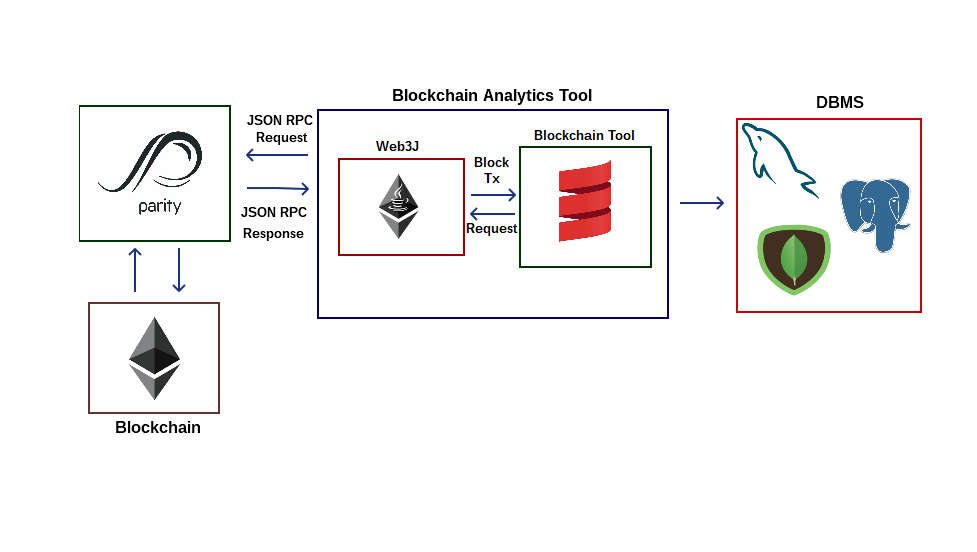 Blockchain Analytics Tool
DBMS
JSON RPC
Request
parity
JSON RPC
Response
Web3J
Block
Tx
Request
Blockchain Tool
Blockchain